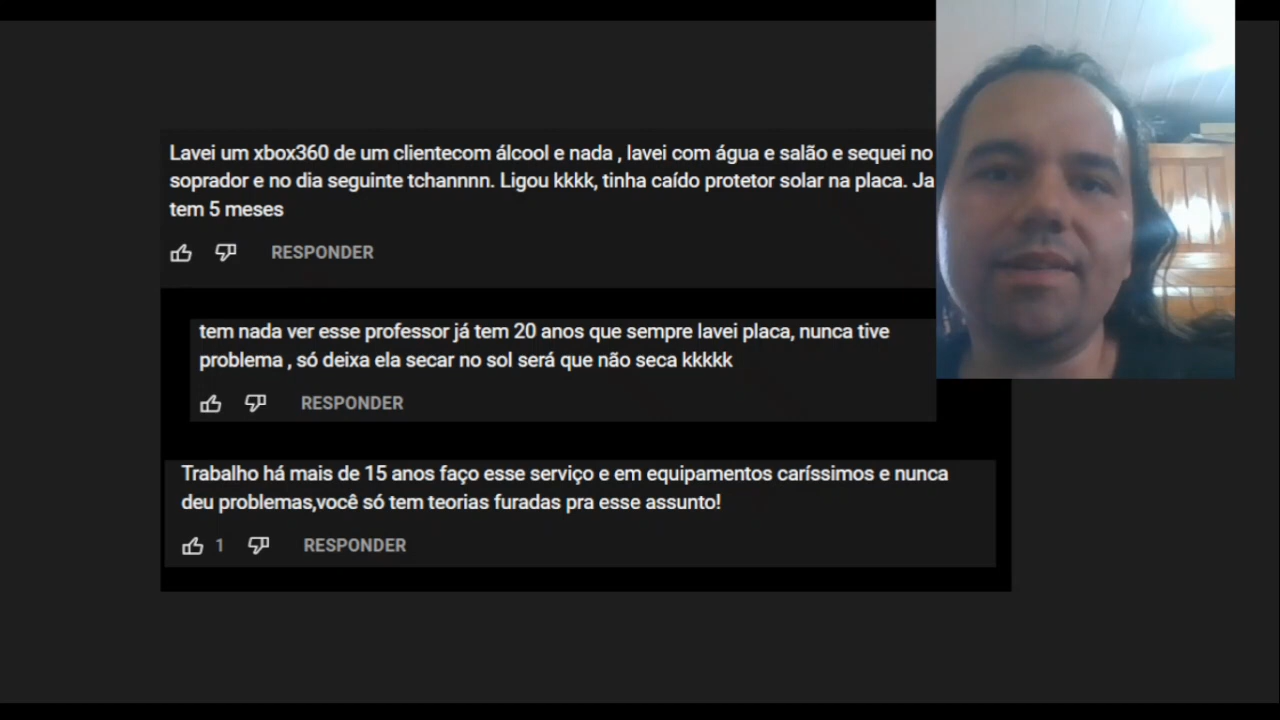 Lavei um xbox360 de um clientecom álcool e nada , lavei com água e salão e sequei no
soprador e no dia seguinte tchannnn. Ligou kkkk, tinha caído protetor solar na placa. Ja
tem 5 meses
RESPONDER
tem nada ver esse professor já tem 20 anos que sempre lavei placa, nunca tive
problema , só deixa ela secar no sol será que não seca kkkkk
RESPONDER
Trabalho há mais de 15 anos faço esse serviço e em equipamentos caríssimos e nunca
deu problemas,você só tem teorias furadas pra esse assunto!
1 RESPONDER